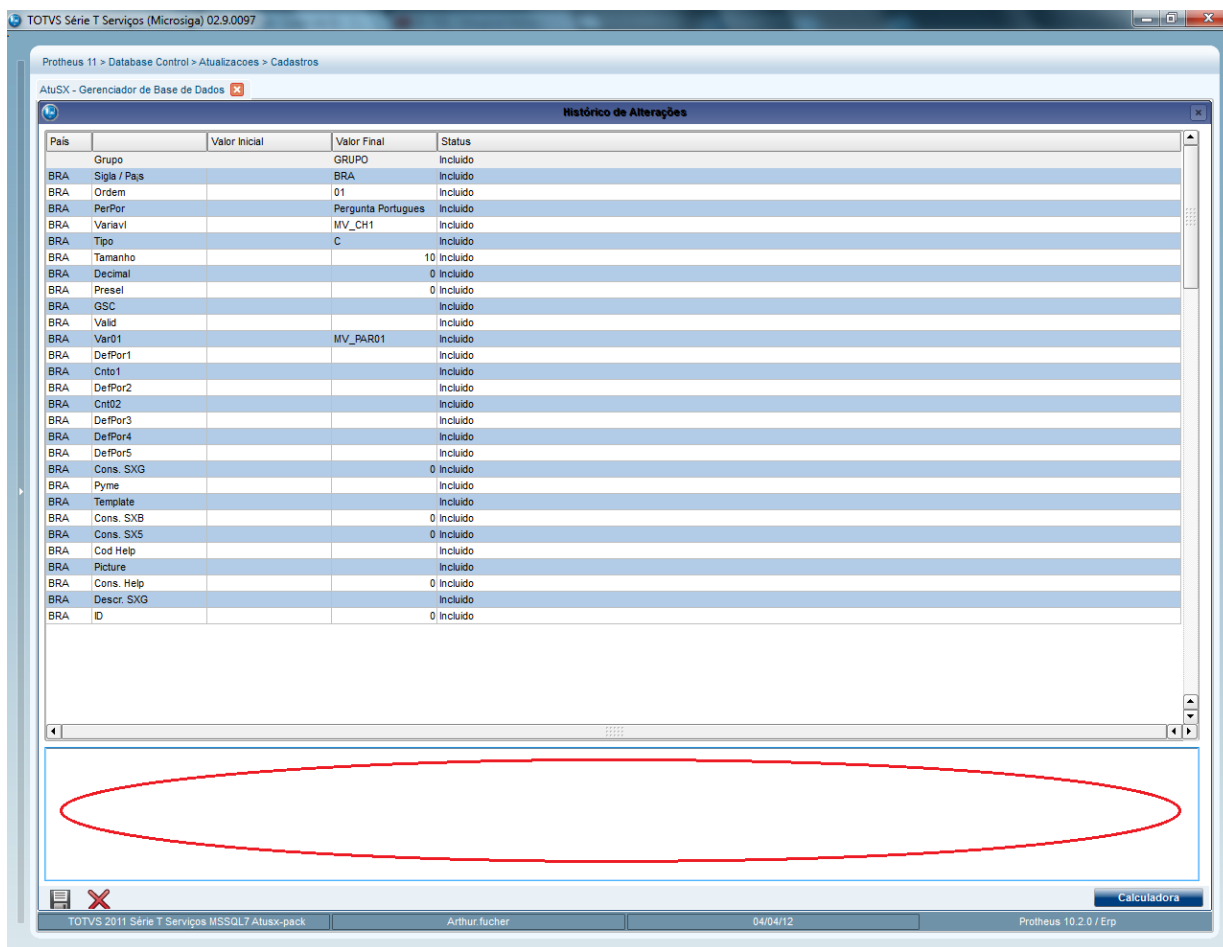 TOTVS Série T Serviços (Microsiga) 02.9.0097
Protheus 11 > Database Control > Atualizacoes > Cadastros
AtuSX - Gerenciador de Base de Dados
Histórico de Alterações
País Valor Inicial Valor Final Status
Grupo GRUPO Incluido
BRA Sigla / Pa¡s BRA Incluido
BRA Ordem 01 Incluido
BRA PerPor Pergunta Portugues Incluido
BRA Variavl MV_CH1 Incluido
BRA Tipo C Incluido
BRA Tamanho 10 Incluido
BRA Decimal 0 Incluido
BRA Presel 0 Incluido
BRA GSC Incluido
BRA Valid Incluido
BRA Var01 MV_PAR01 Incluido
BRA DefPor1 Incluido
BRA Cnto1 Incluido
BRA DefPor2 Incluido
BRA Cnt02 Incluido
BRA DefPor3 Incluido
BRA DefPor4 Incluido
BRA DefPor5 Incluido
BRA Cons. SXG 0 Incluido
BRA Pyme Incluido
BRA Template Incluido
BRA Cons. SXB 0 Incluido
BRA Cons. SX5 0 Incluido
BRA Cod Help Incluido
BRA Picture Incluido
BRA Cons. Help 0 Incluido
BRA Descr. SXG Incluido
BRA ID 0 Incluido
Calculadora
TOTVS 2011 Série T Serviços MSSQL7 Atusx-pack Arthur.fucher 04/04/12 Protheus 10.2.0 / Erp